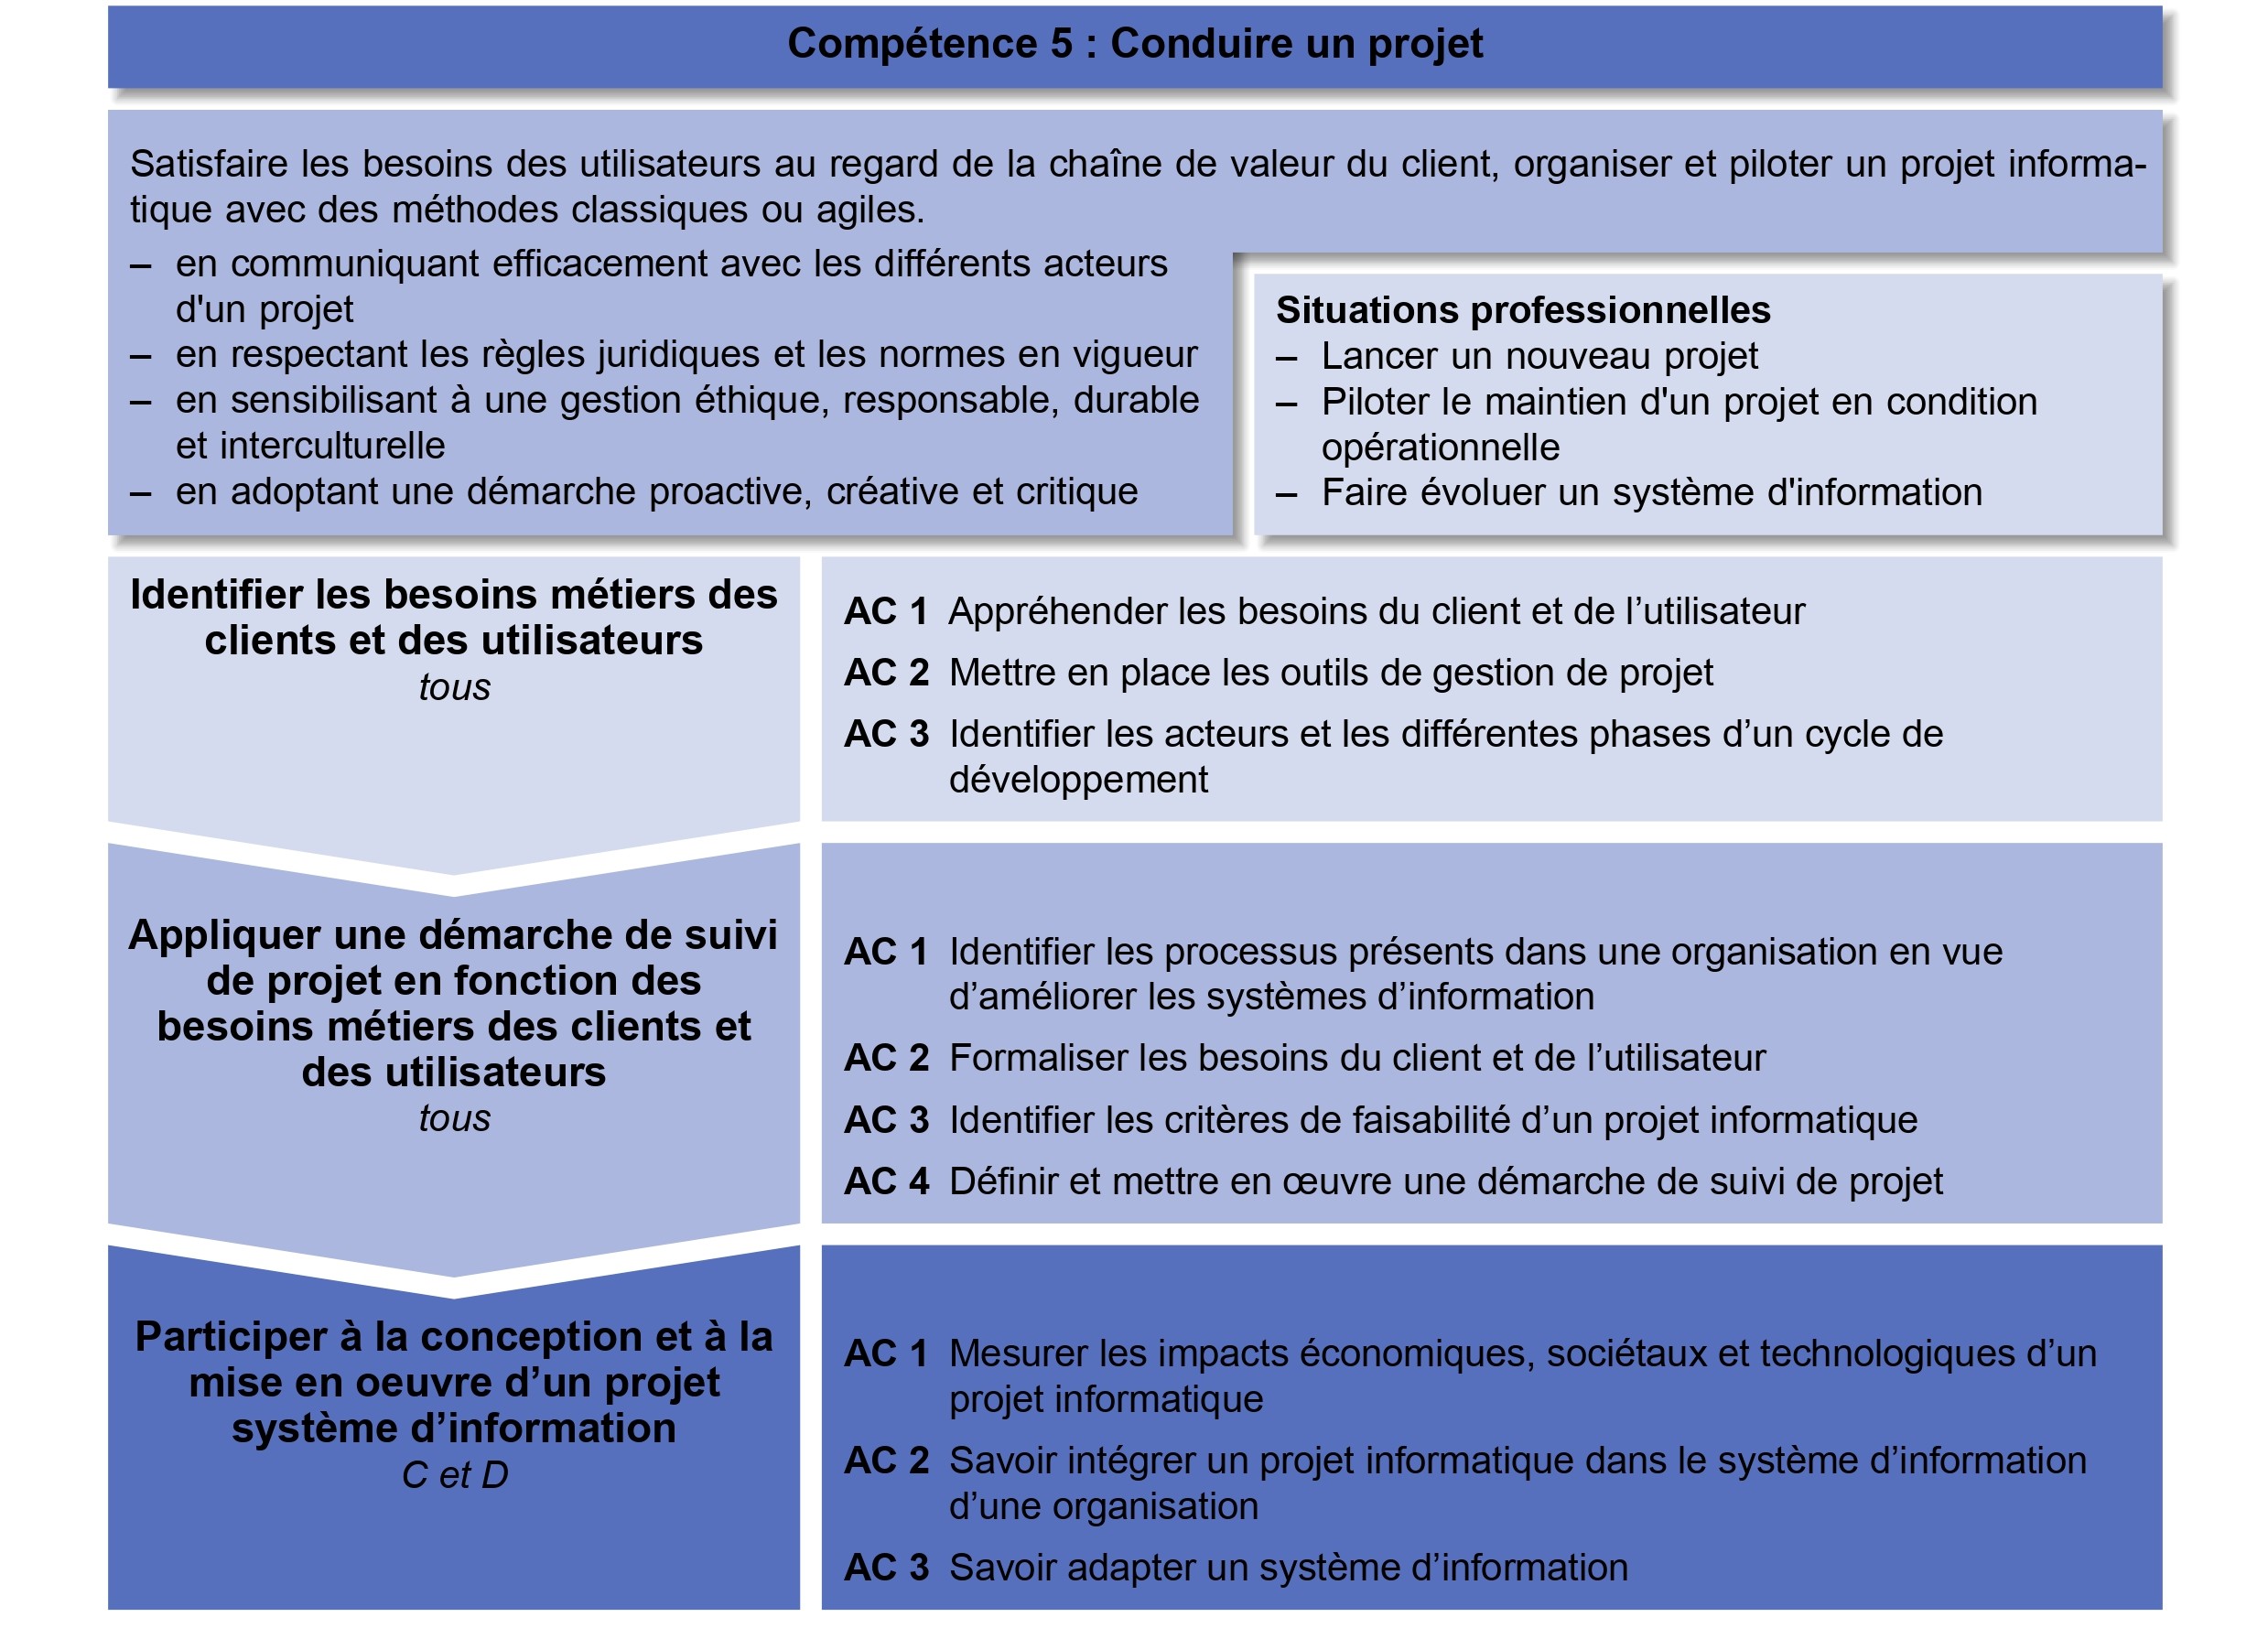 Compétence 5 : Conduire un projet
Satisfaire les besoins des utilisateurs au regard de la chaîne de valeur du client, organiser et piloter un projet informa-
tique avec des méthodes classiques ou agiles.
– en communiquant efficacement avec les différents acteurs
d'un projet
– en respectant les règles juridiques et les normes en vigueur
– en sensibilisant à une gestion éthique, responsable, durable
et interculturelle
– en adoptant une démarche proactive, créative et critique
Situations professionnelles
– Lancer un nouveau projet
– Piloter le maintien d'un projet en condition
opérationnelle
– Faire évoluer un système d'information
Identifier les besoins métiers des
clients et des utilisateurs
tous
AC 1 Appréhender les besoins du client et de l’utilisateur
AC 2 Mettre en place les outils de gestion de projet
AC 3 Identifier les acteurs et les différentes phases d’un cycle de
développement
Appliquer une démarche de suivi
de projet en fonction des
besoins métiers des clients et
des utilisateurs
tous
AC 1 Identifier les processus présents dans une organisation en vue
d’améliorer les systèmes d’information
AC 2 Formaliser les besoins du client et de l’utilisateur
AC 3 Identifier les critères de faisabilité d’un projet informatique
AC 4 Définir et mettre en œuvre une démarche de suivi de projet
Participer à la conception et à la
mise en oeuvre d’un projet
système d’information
C et D
AC 1 Mesurer les impacts économiques, sociétaux et technologiques d’un
projet informatique
AC 2 Savoir intégrer un projet informatique dans le système d’information
d’une organisation
AC 3 Savoir adapter un système d’information